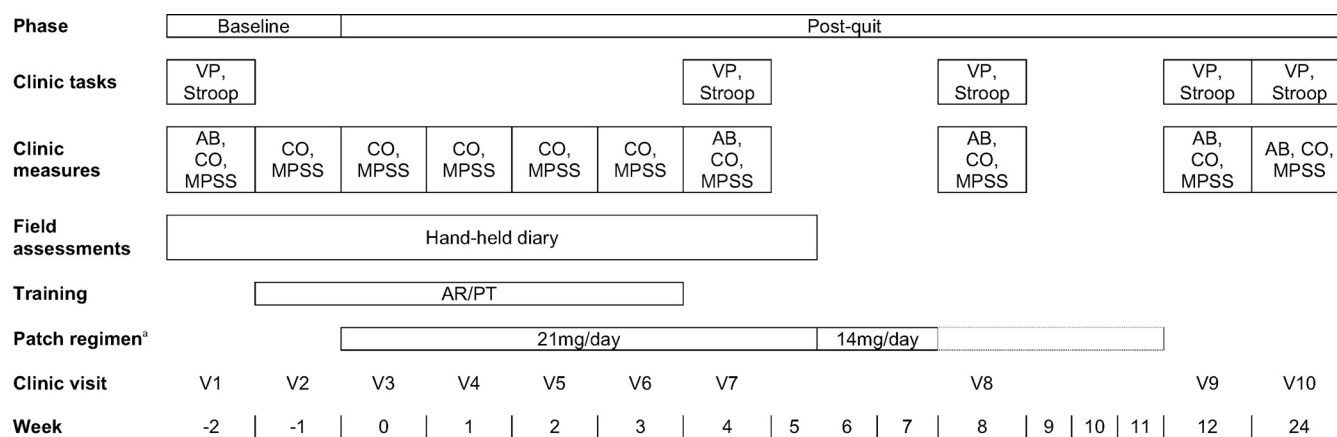 Phase Baseline Post-quit
Clinic tasks VP, Stroop VP, Stroop VP, Stroop VP, Stroop VP, Stroop
Clinic measures AB, CO, MPSS CO, MPSS CO, MPSS CO, MPSS CO, MPSS CO, MPSS AB, CO, MPSS AB, CO, MPSS AB, CO, MPSS AB, CO, MPSS
Field assessments Hand-held diary
Training AR/PT
Patch regimenᵃ 21mg/day 14mg/day
Clinic visit V1 V2 V3 V4 V5 V6 V7 V8 V9 V10
Week -2 -1 0 1 2 3 4 5 6 7 8 9 10 11 12 24